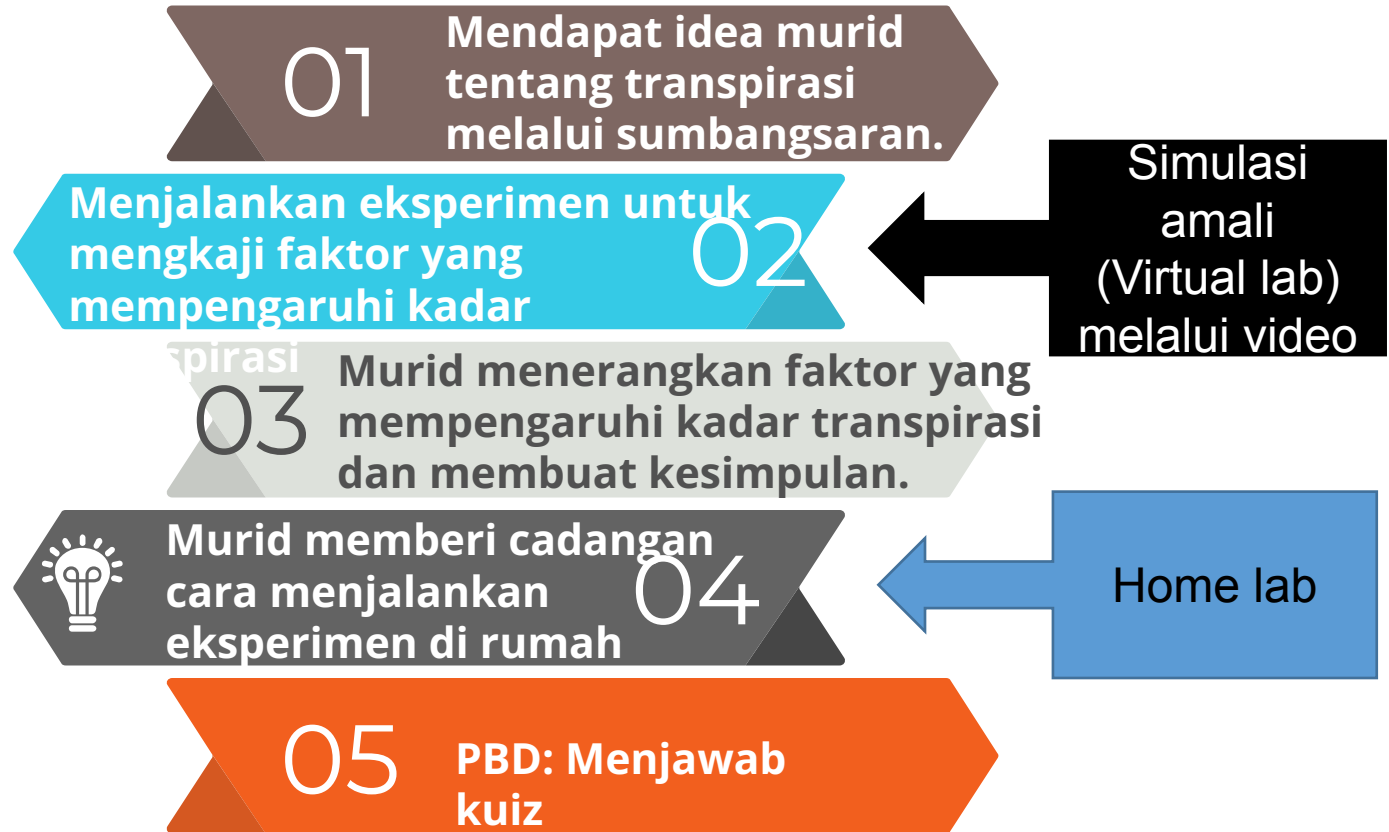 01
Mendapat idea murid
tentang transpirasi
melalui sumbangsaran.
Menjalankan eksperimen untuk
mengkaji faktor yang
mempengaruhi kadar
spirasi
02
Simulasi
amali
(Virtual lab)
melalui video
03
Murid menerangkan faktor yang
mempengaruhi kadar transpirasi
dan membuat kesimpulan.
Murid memberi cadangan
cara menjalankan
eksperimen di rumah
04
Home lab
05
PBD: Menjawab
kuiz